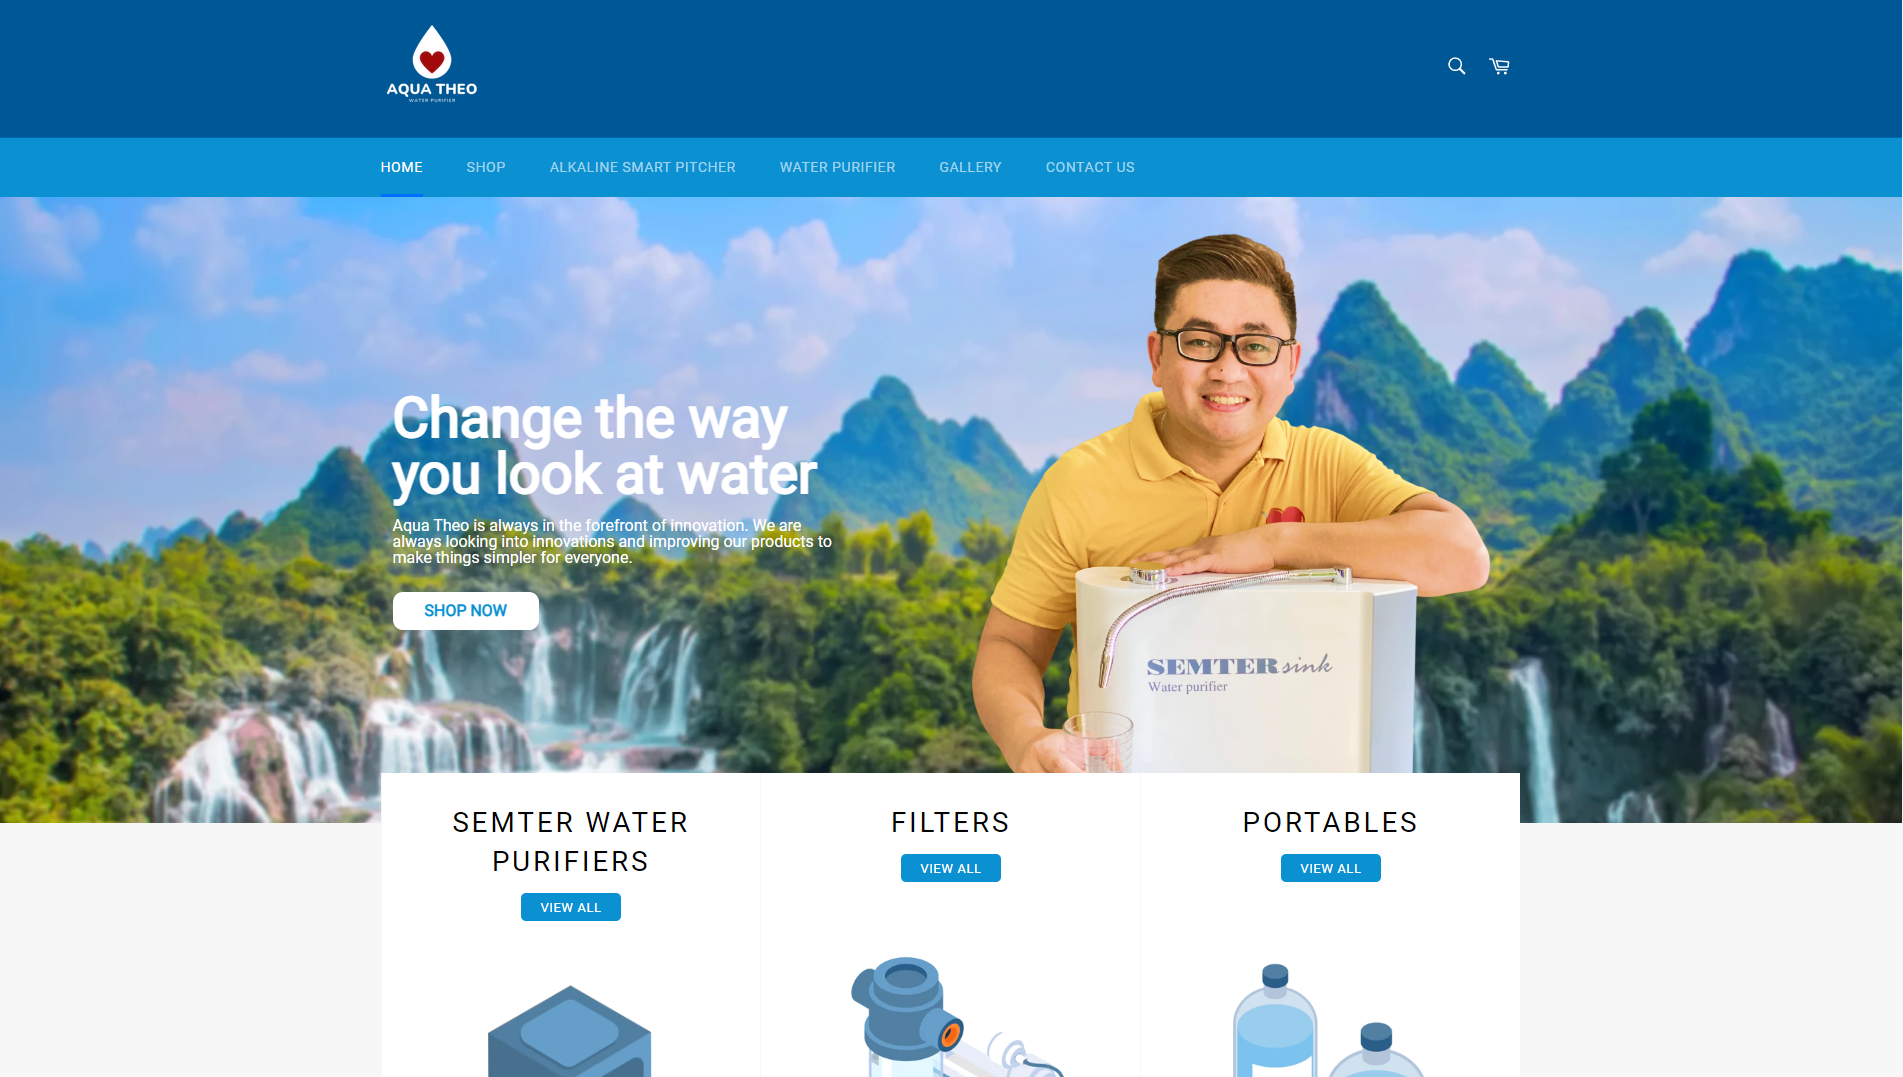 AQUA THEO
WATER PURIFIER
HOME SHOP ALKALINE SMART PITCHER WATER PURIFIER GALLERY CONTACT US
Change the way
you look at water
Aqua Theo is always in the forefront of innovation. We are
always looking into innovations and improving our products to
make things simpler for everyone.
SHOP NOW
SEMTER sink
Water purifier
SEMTER WATER
PURIFIERS
VIEW ALL
FILTERS
VIEW ALL
PORTABLES
VIEW ALL